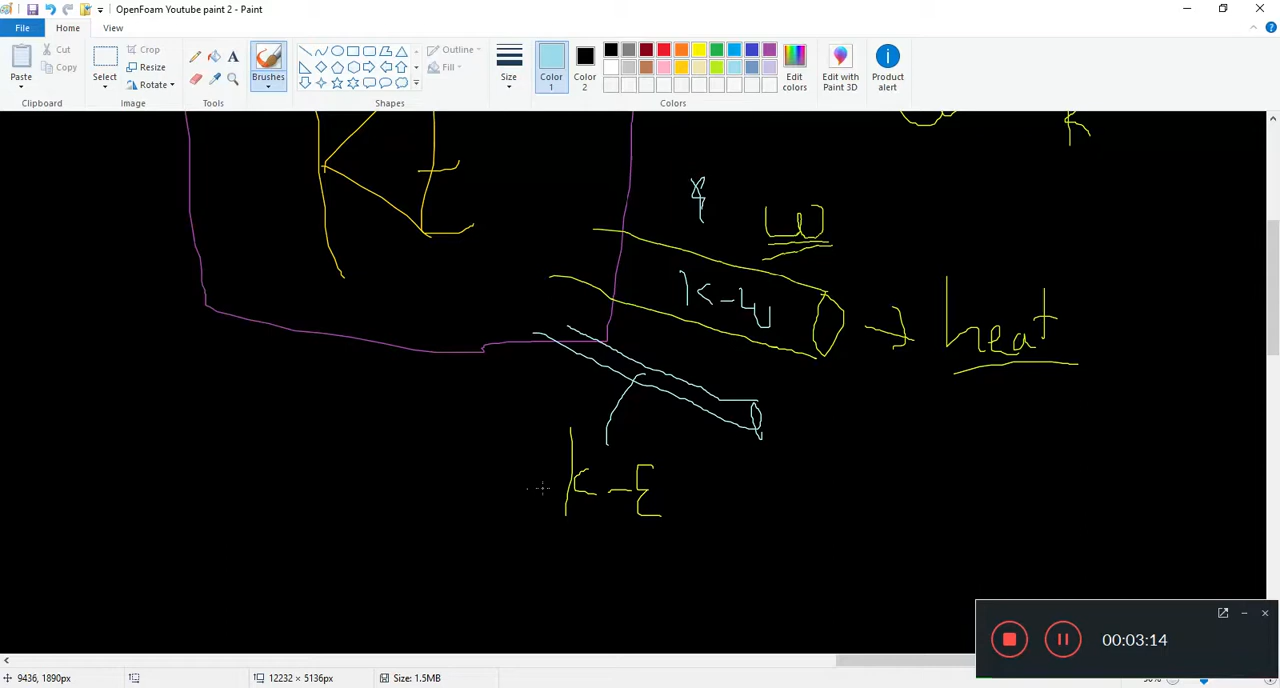 OpenFoam Youtube paint 2 - Paint
File
Home
View
Paste
Cut
Copy
Clipboard
Select
Crop
Resize
Rotate
Image
Tools
Brushes
Shapes
Outline
Fill
Size
Color 1
Color 2
Edit colors
Colors
Edit with Paint 3D
Product alert
KE
ω
k-ω
heat
k-ε
00:03:14
9436, 1890px
12232 × 5136px
Size: 1.5MB